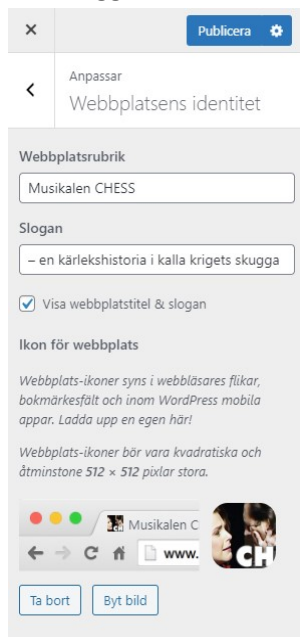 Publicera
Anpassar
Webbplatsens identitet
Webbplatsrubrik
Musikalen CHESS
Slogan
– en kärlekshistoria i kalla krigets skugga
Visa webbplatstitel & slogan
Ikon för webbplats
Webbplats-ikoner syns i webbläsares flikar,
bokmärkesfält och inom WordPress mobila
appar. Ladda upp en egen här!
Webbplats-ikoner bör vara kvadratiska och
åtminstone 512 × 512 pixlar stora.
Musikalen C
www.
CH
Ta bort
Byt bild